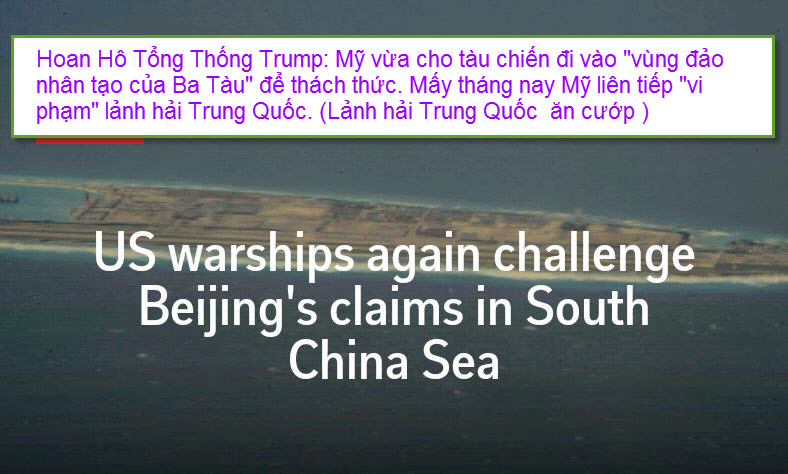 Hoan Hô Tổng Thống Trump: Mỹ vừa cho tàu chiến đi vào "vùng đảo
nhân tạo của Ba Tàu" để thách thức. Mấy tháng nay Mỹ liên tiếp "vi
phạm" lảnh hải Trung Quốc. (Lảnh hải Trung Quốc  ăn cướp )
US warships again challenge
Beijing's claims in South
China Sea